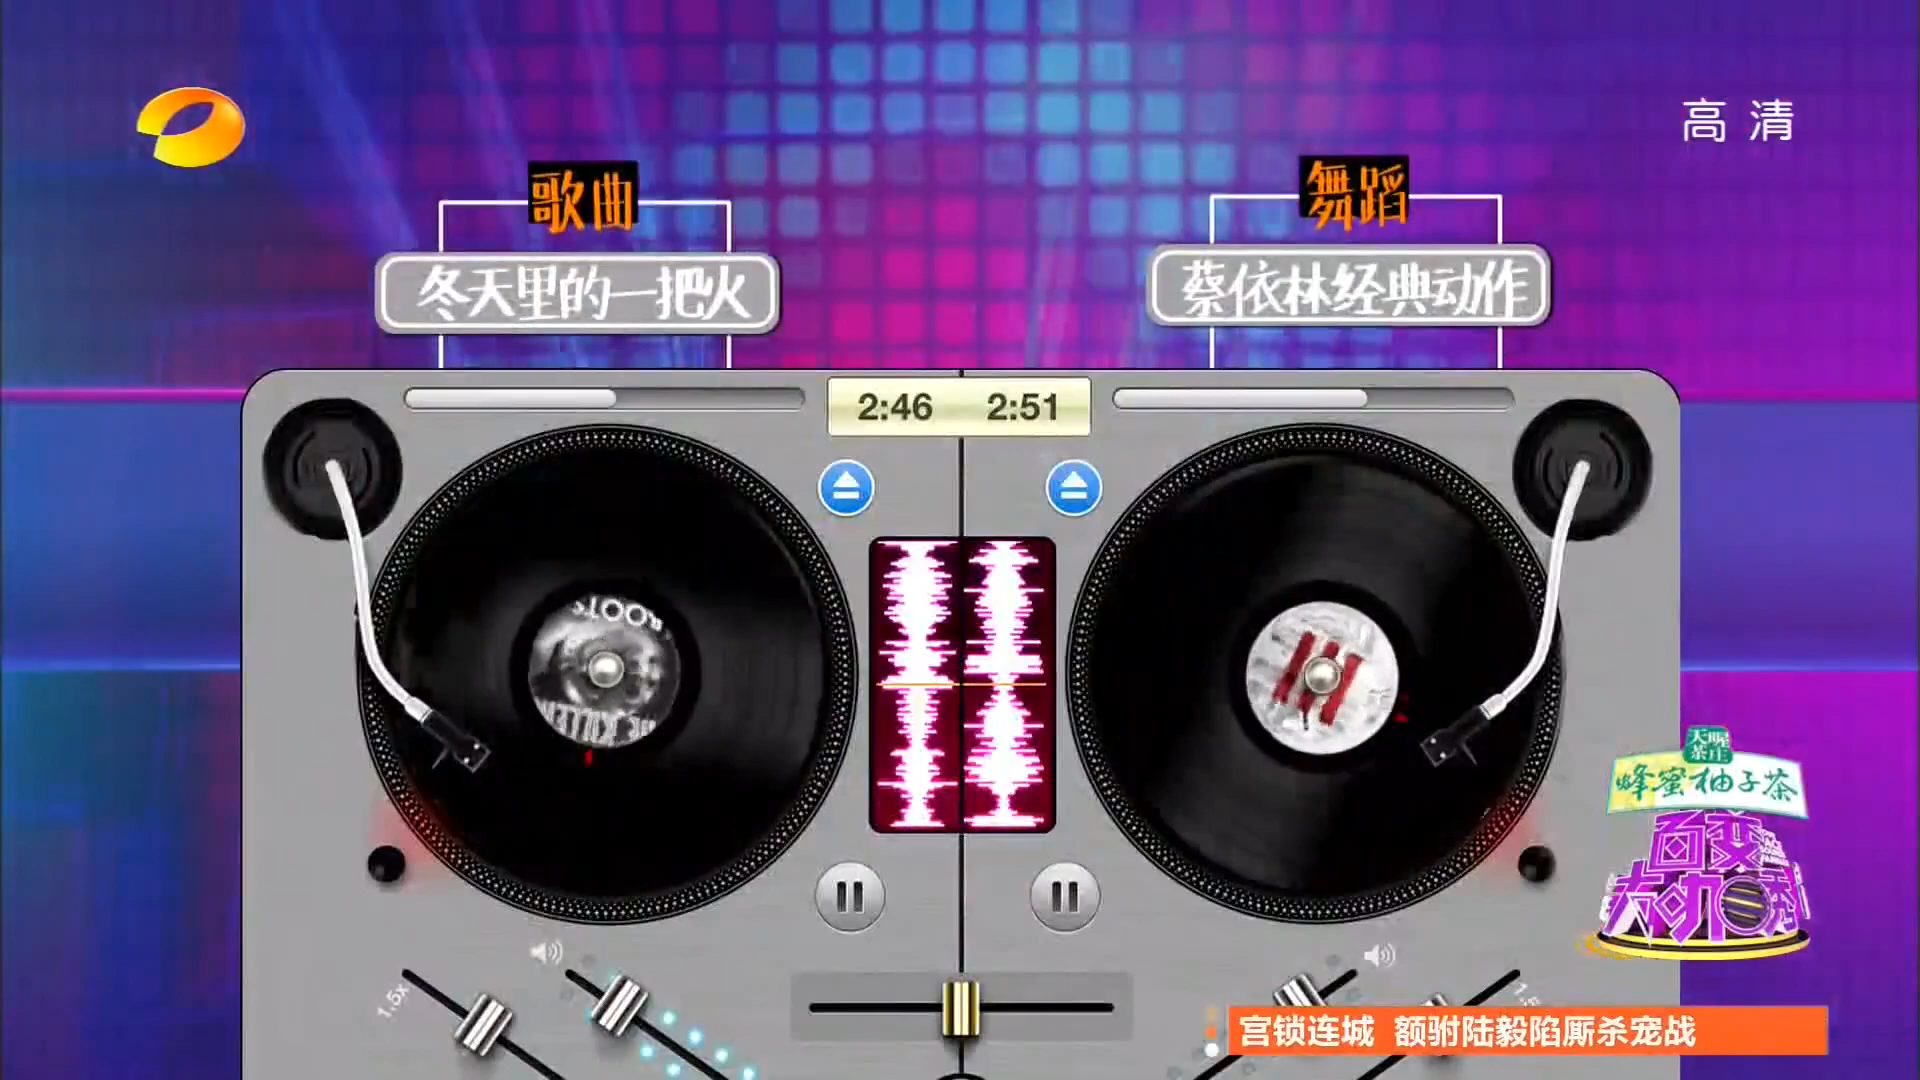 高清
歌曲
舞蹈
冬天里的一把火
蔡依林经典动作
2:46 2:51
天喔茶庄
蜂蜜柚子茶
百变大咖秀
1.5x
宫锁连城 额驸陆毅陷厮杀宠战